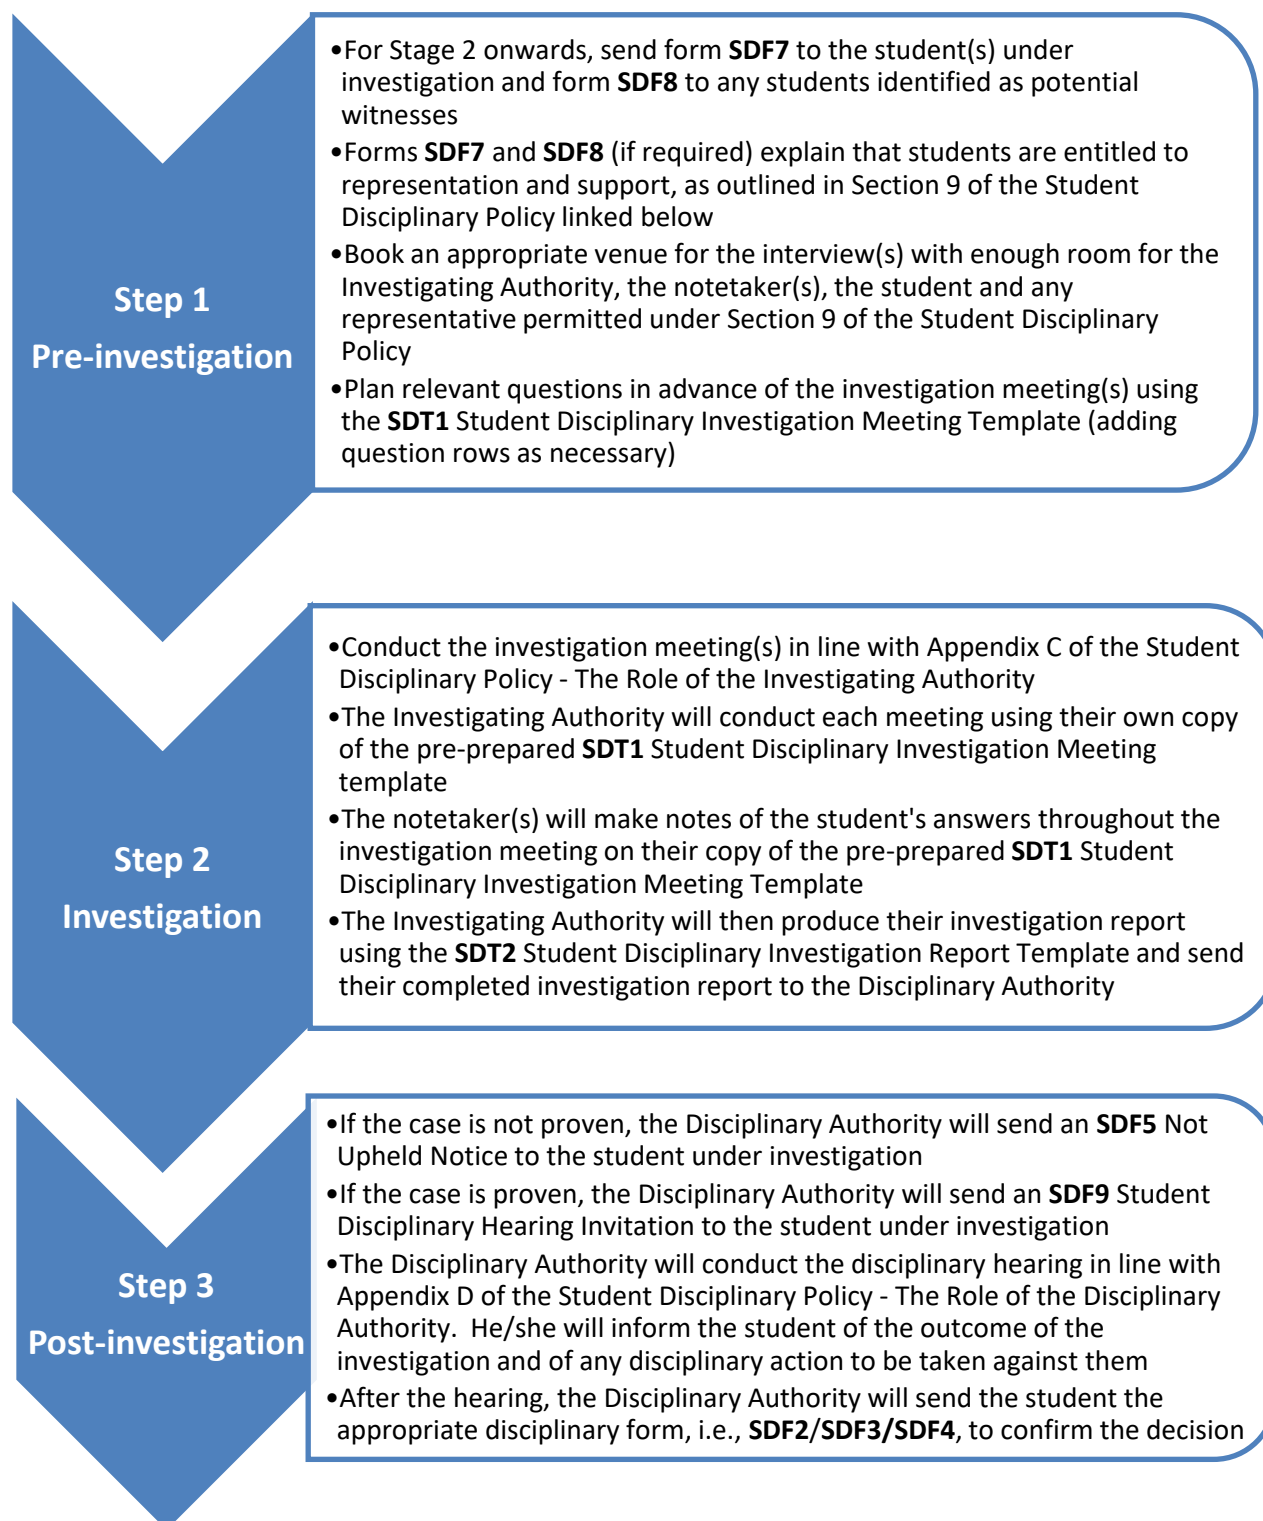 Step 1
Pre-investigation
•For Stage 2 onwards, send form SDF7 to the student(s) under
investigation and form SDF8 to any students identified as potential
witnesses
•Forms SDF7 and SDF8 (if required) explain that students are entitled to
representation and support, as outlined in Section 9 of the Student
Disciplinary Policy linked below
•Book an appropriate venue for the interview(s) with enough room for the
Investigating Authority, the notetaker(s), the student and any
representative permitted under Section 9 of the Student Disciplinary
Policy
•Plan relevant questions in advance of the investigation meeting(s) using
the SDT1 Student Disciplinary Investigation Meeting Template (adding
question rows as necessary)
Step 2
Investigation
•Conduct the investigation meeting(s) in line with Appendix C of the Student
Disciplinary Policy - The Role of the Investigating Authority
•The Investigating Authority will conduct each meeting using their own copy
of the pre-prepared SDT1 Student Disciplinary Investigation Meeting
template
•The notetaker(s) will make notes of the student's answers throughout the
investigation meeting on their copy of the pre-prepared SDT1 Student
Disciplinary Investigation Meeting Template
•The Investigating Authority will then produce their investigation report
using the SDT2 Student Disciplinary Investigation Report Template and send
their completed investigation report to the Disciplinary Authority
Step 3
Post-investigation
•If the case is not proven, the Disciplinary Authority will send an SDF5 Not
Upheld Notice to the student under investigation
•If the case is proven, the Disciplinary Authority will send an SDF9 Student
Disciplinary Hearing Invitation to the student under investigation
•The Disciplinary Authority will conduct the disciplinary hearing in line with
Appendix D of the Student Disciplinary Policy - The Role of the Disciplinary
Authority.  He/she will inform the student of the outcome of the
investigation and of any disciplinary action to be taken against them
•After the hearing, the Disciplinary Authority will send the student the
appropriate disciplinary form, i.e., SDF2/SDF3/SDF4, to confirm the decision